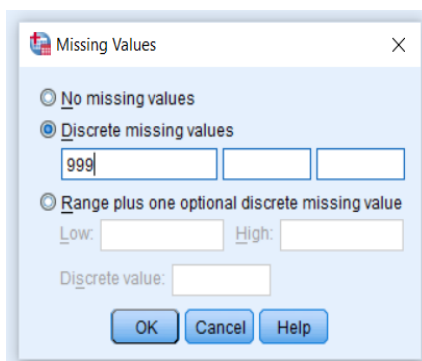 Missing Values
No missing values
Discrete missing values
999
Range plus one optional discrete missing value
Low: High:
Discrete value:
OK Cancel Help